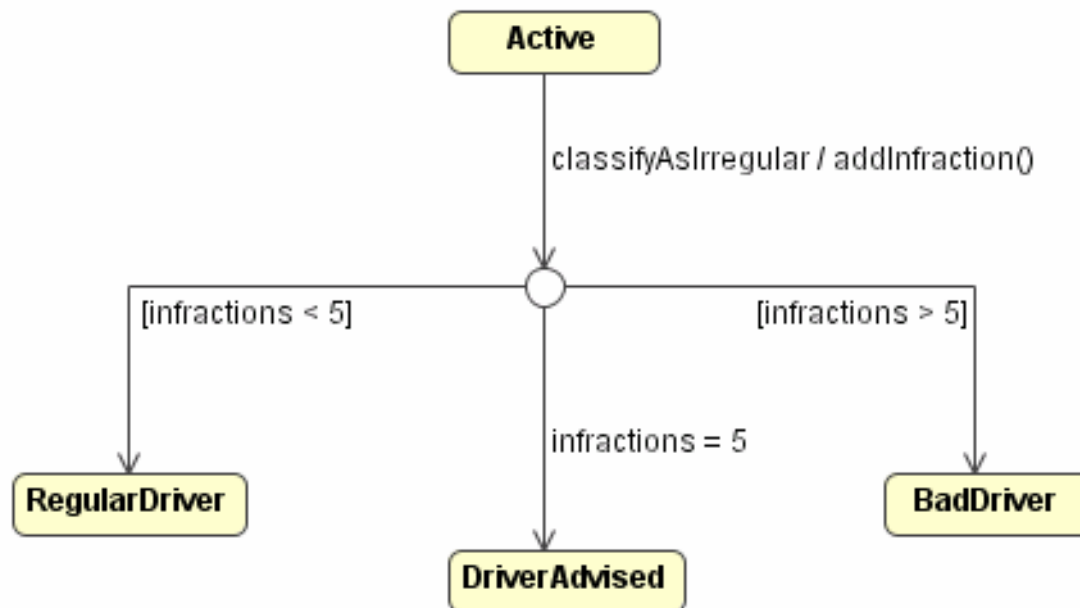 Active
classifyAsIrregular / addInfraction()
[infractions < 5]
[infractions > 5]
infractions = 5
RegularDriver
BadDriver
DriverAdvised